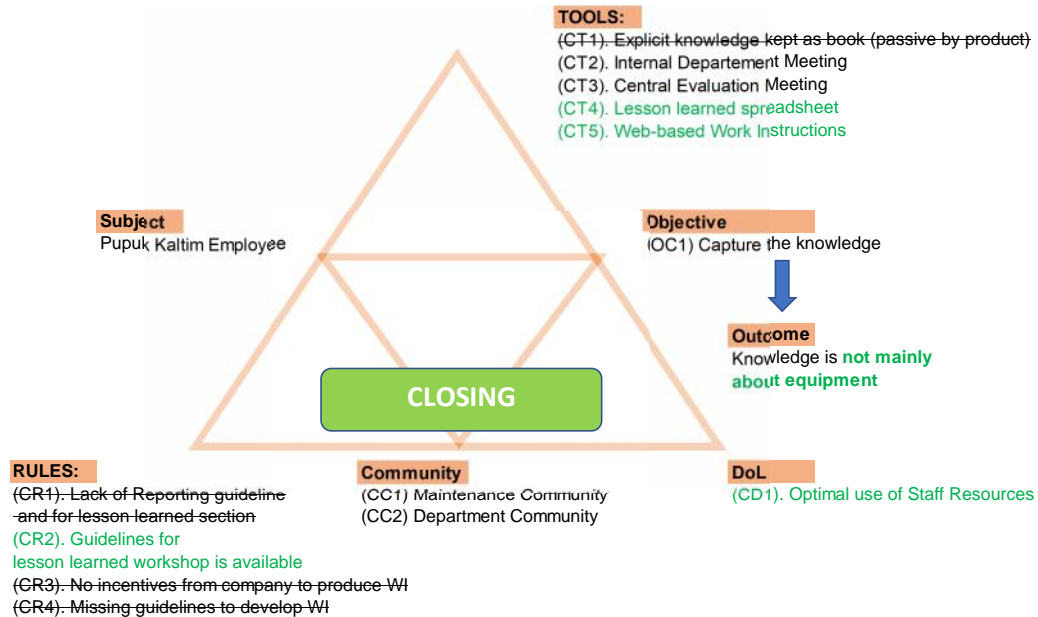 TOOLS:
(CT1). Explicit knowledge kept as book (passive by product)
(CT2). Internal Departement Meeting
(CT3). Central Evaluation Meeting
(CT4). Lesson learned spreadsheet
(CT5). Web-based Work Instructions
Subject
Pupuk Kaltim Employee
Objective
(OC1) Capture the knowledge
Outcome
Knowledge is not mainly
about equipment
CLOSING
RULES:
(CR1). Lack of Reporting guideline
and for lesson learned section
(CR2). Guidelines for
lesson learned workshop is available
(CR3). No incentives from company to produce WI
(CR4). Missing guidelines to develop WI
Community
(CC1) Maintenance Community
(CC2) Department Community
DoL
(CD1). Optimal use of Staff Resources